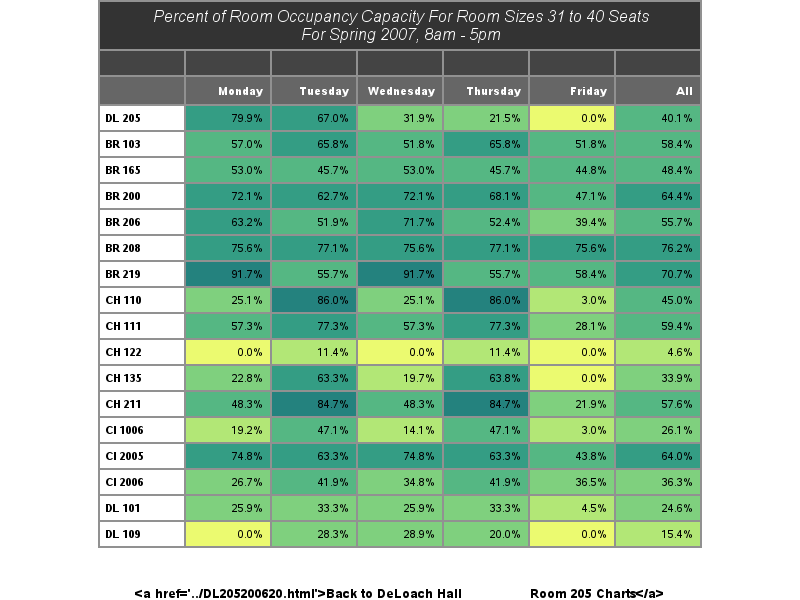 Percent of Room Occupancy Capacity For Room Sizes 31 to 40 Seats
For Spring 2007, 8am - 5pm
Monday Tuesday Wednesday Thursday Friday All
DL 205 79.9% 67.0% 31.9% 21.5% 0.0% 40.1%
BR 103 57.0% 65.8% 51.8% 65.8% 51.8% 58.4%
BR 165 53.0% 45.7% 53.0% 45.7% 44.8% 48.4%
BR 200 72.1% 62.7% 72.1% 68.1% 47.1% 64.4%
BR 206 63.2% 51.9% 71.7% 52.4% 39.4% 55.7%
BR 208 75.6% 77.1% 75.6% 77.1% 75.6% 76.2%
BR 219 91.7% 55.7% 91.7% 55.7% 58.4% 70.7%
CH 110 25.1% 86.0% 25.1% 86.0% 3.0% 45.0%
CH 111 57.3% 77.3% 57.3% 77.3% 28.1% 59.4%
CH 122 0.0% 11.4% 0.0% 11.4% 0.0% 4.6%
CH 135 22.8% 63.3% 19.7% 63.8% 0.0% 33.9%
CH 211 48.3% 84.7% 48.3% 84.7% 21.9% 57.6%
CI 1006 19.2% 47.1% 14.1% 47.1% 3.0% 26.1%
CI 2005 74.8% 63.3% 74.8% 63.3% 43.8% 64.0%
CI 2006 26.7% 41.9% 34.8% 41.9% 36.5% 36.3%
DL 101 25.9% 33.3% 25.9% 33.3% 4.5% 24.6%
DL 109 0.0% 28.3% 28.9% 20.0% 0.0% 15.4%
<a href='../DL205200620.html'>Back to DeLoach Hall Room 205 Charts</a>